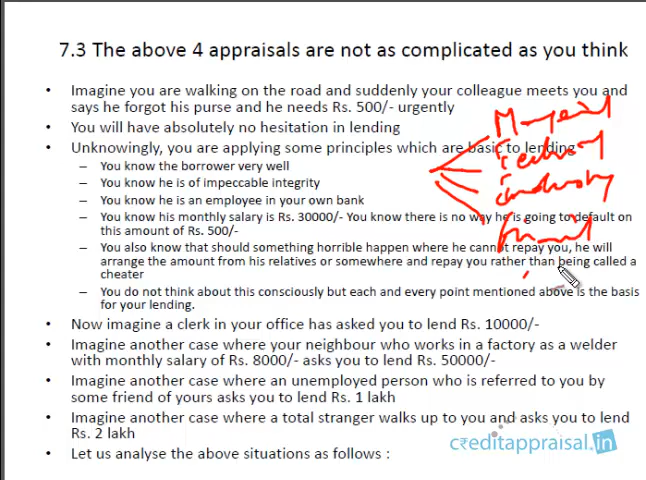 7.3 The above 4 appraisals are not as complicated as you think
• Imagine you are walking on the road and suddenly your colleague meets you and
says he forgot his purse and he needs Rs. 500/- urgently
• You will have absolutely no hesitation in lending
• Unknowingly, you are applying some principles which are basic to lending
– You know the borrower very well
– You know he is of impeccable integrity
– You know he is an employee in your own bank
– You know his monthly salary is Rs. 30000/- You know there is no way he is going to default on
this amount of Rs. 500/-
– You also know that should something horrible happen where he cannot repay you, he will
arrange the amount from his relatives or somewhere and repay you rather than being called a
cheater
– You do not think about this consciously but each and every point mentioned above is the basis
for your lending.
• Now imagine a clerk in your office has asked you to lend Rs. 10000/-
• Imagine another case where your neighbour who works in a factory as a welder
with monthly salary of Rs. 8000/- asks you to lend Rs. 50000/-
• Imagine another case where an unemployed person who is referred to you by
some friend of yours asks you to lend Rs. 1 lakh
• Imagine another case where a total stranger walks up to you and asks you to lend
Rs. 2 lakh
• Let us analyse the above situations as follows :
creditappraisal.in